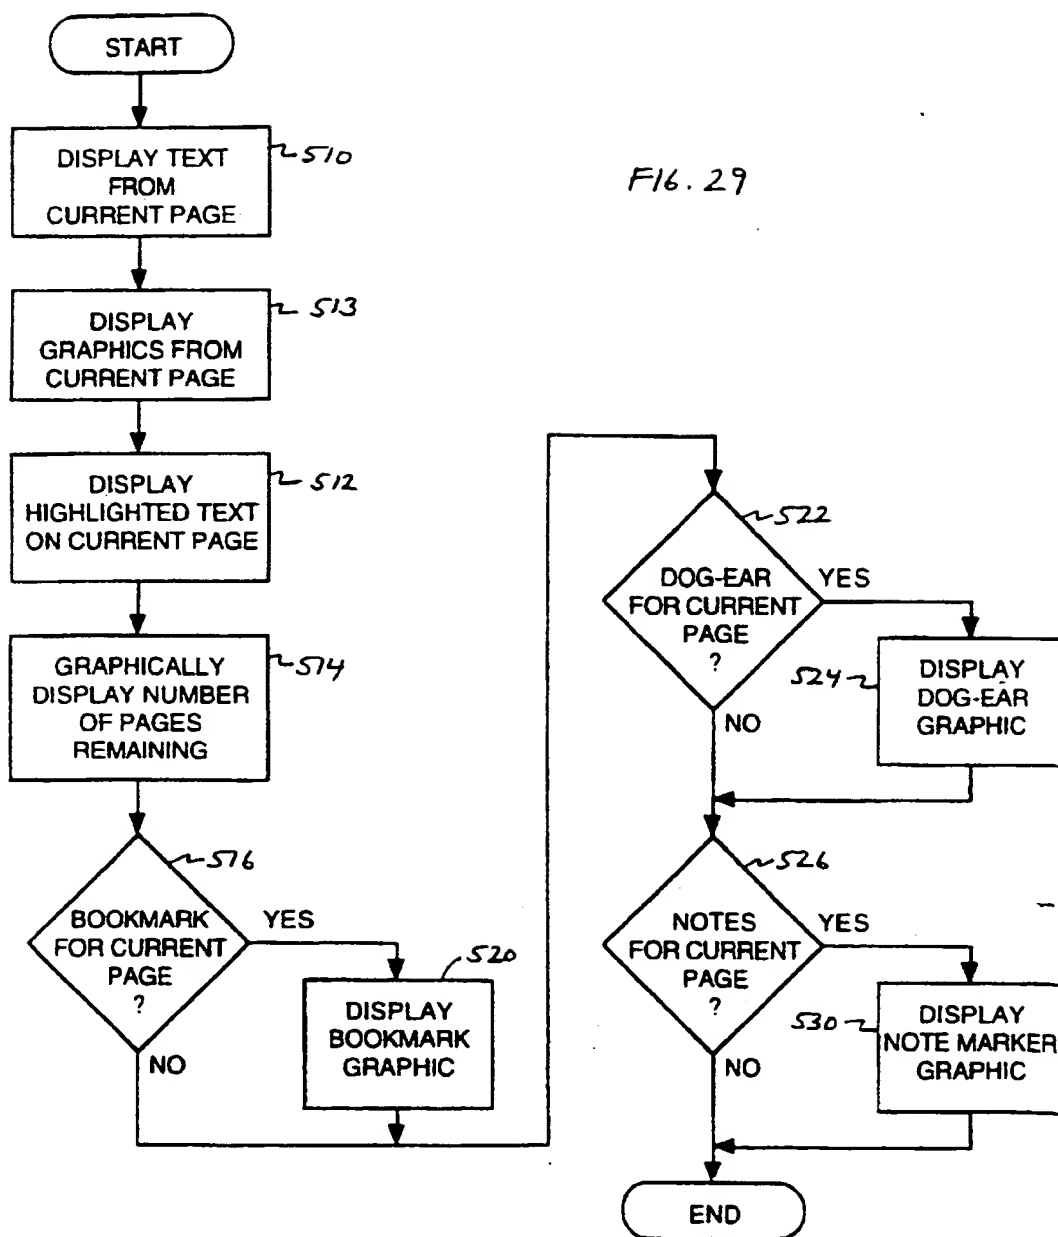 START
DISPLAY TEXT
FROM
CURRENT PAGE
510
FIG. 29
DISPLAY
GRAPHICS FROM
CURRENT PAGE
513
DISPLAY
HIGHLIGHTED TEXT
ON CURRENT PAGE
512
GRAPHICALLY
DISPLAY NUMBER
OF PAGES
REMAINING
514
BOOKMARK
FOR CURRENT
PAGE
?
516
YES
NO
DISPLAY
BOOKMARK
GRAPHIC
520
DOG-EAR
FOR CURRENT
PAGE
?
522
YES
NO
DISPLAY
DOG-EAR
GRAPHIC
524
NOTES
FOR CURRENT
PAGE
?
526
YES
NO
DISPLAY
NOTE MARKER
GRAPHIC
530
END